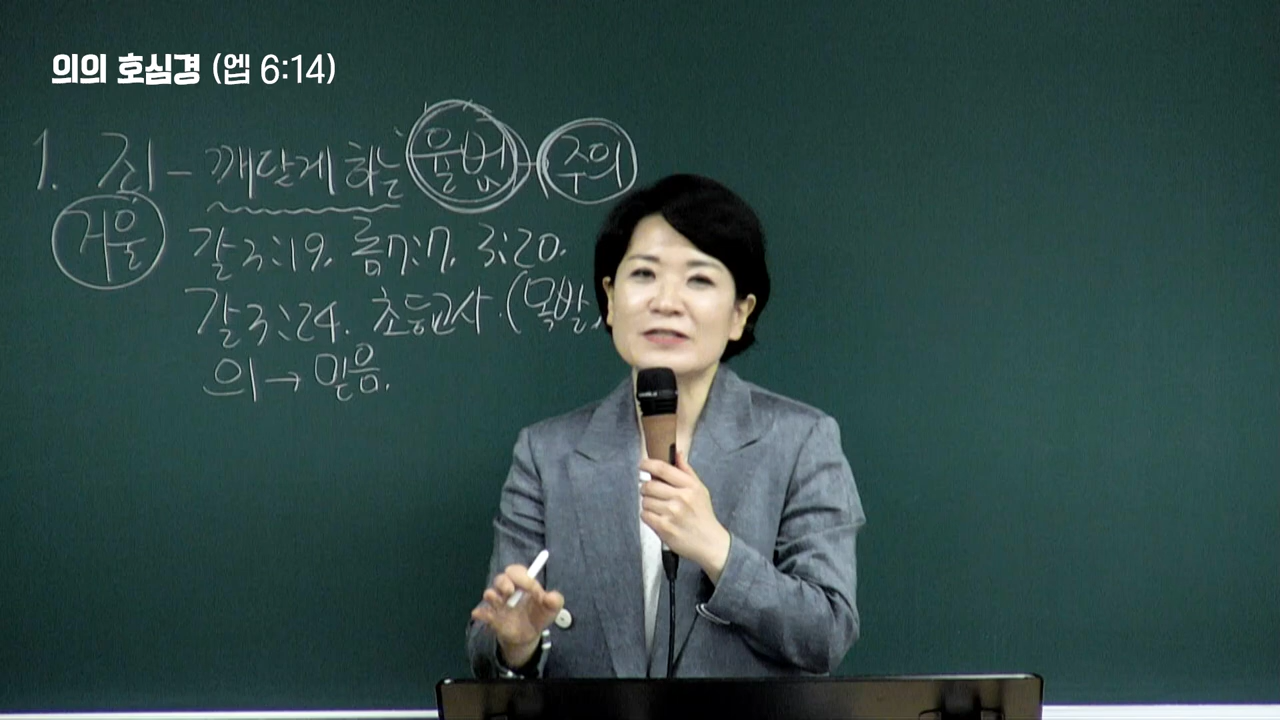 의의 호심경 (엡 6:14)
1. 죄 - 깨닫게 하는 율법 - 주의
거울 갈 3:19. 롬 7:7. 3:20.
갈 3:24. 초등교사. (목발,
의 → 믿음.